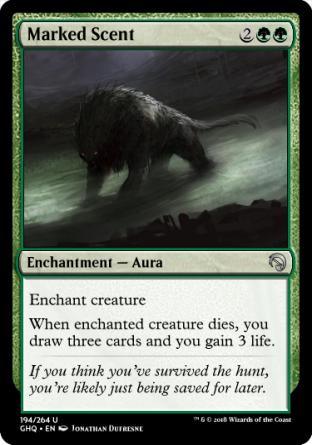 Marked Scent 2
Enchantment — Aura
Enchant creature
When enchanted creature dies, you
draw three cards and you gain 3 life.
If you think you've survived the hunt,
you're likely just being saved for later.
194/264 U
GHQ • EN JONATHAN DUFRESNE
™ & © 2018 Wizards of the Coast